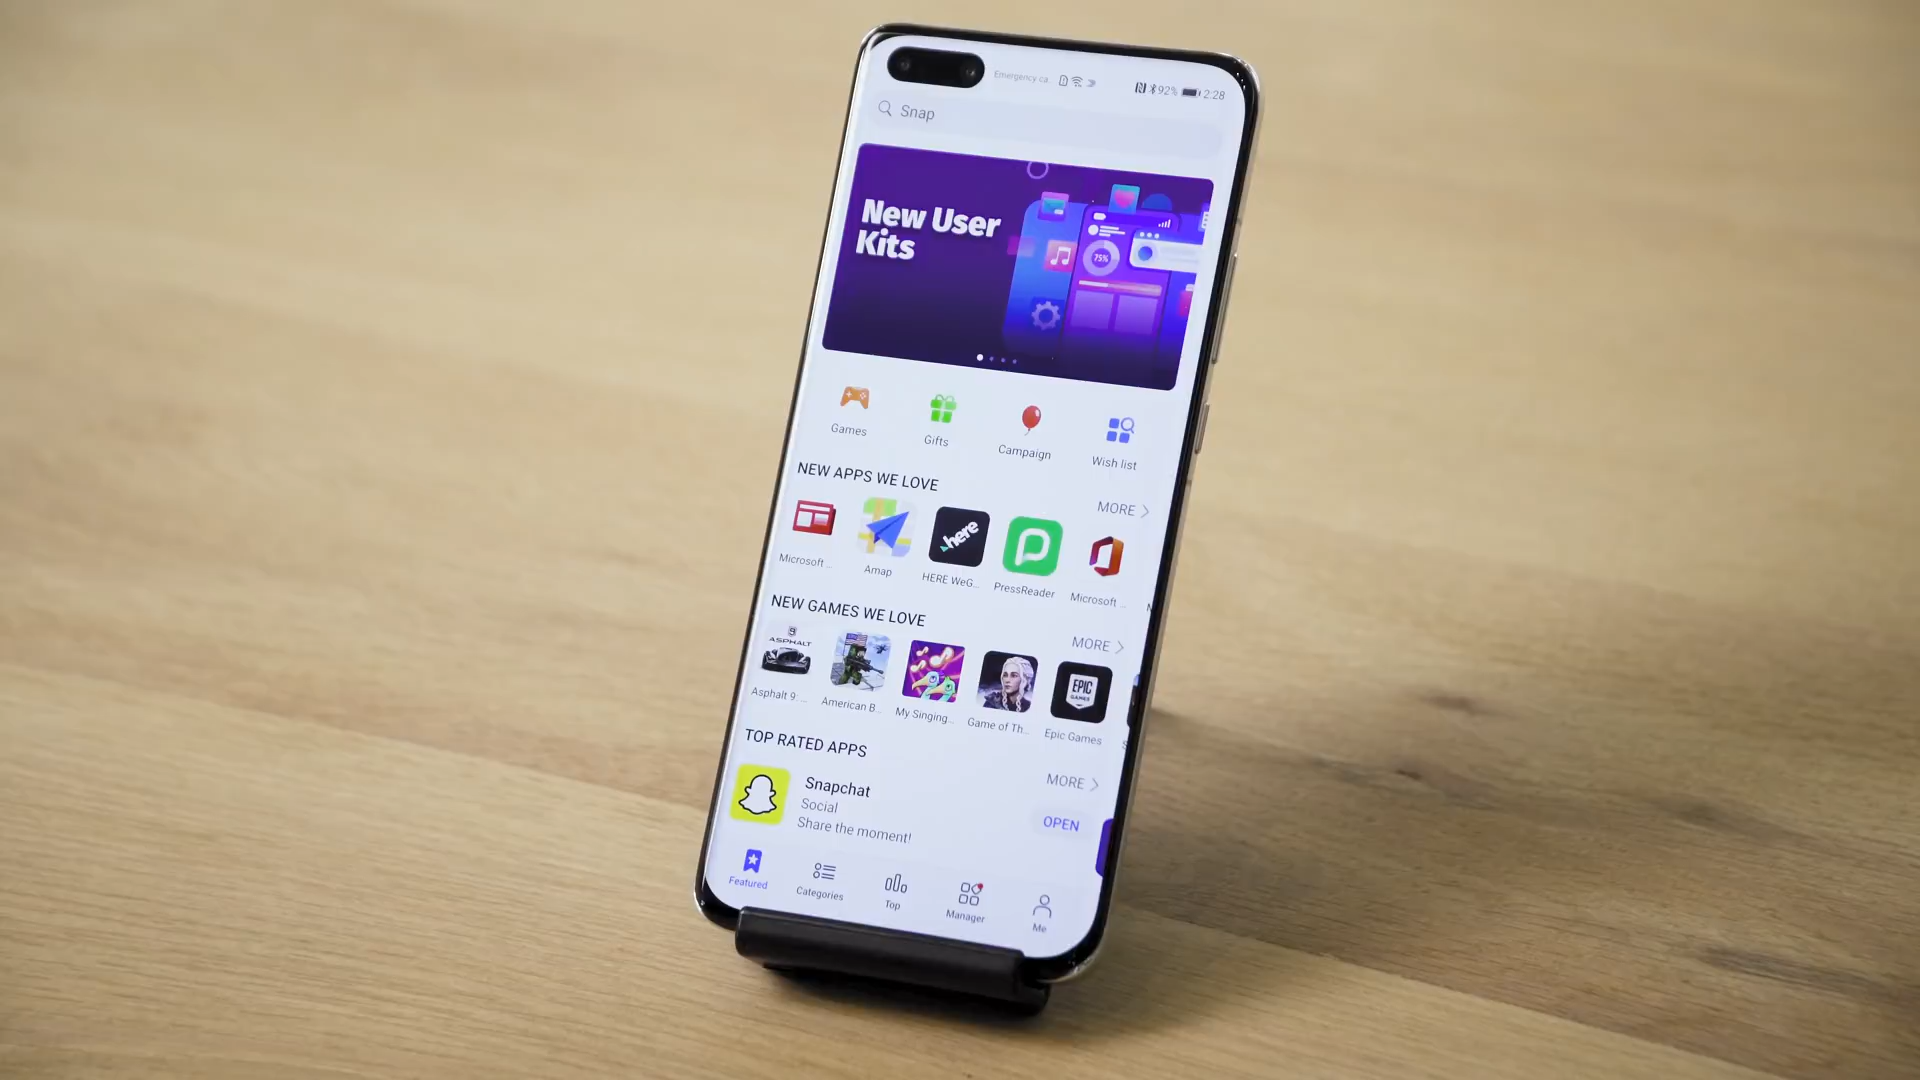 Emergency ca... 92% 2:28
Snap
New User
Kits
75%
Games Gifts Campaign Wish list
NEW APPS WE LOVE
MORE
here
Microsoft ... Amap HERE WeG... PressReader Microsoft ...
NEW GAMES WE LOVE
MORE
9
ASPHALT
EPIC
GAMES
Asphalt 9: ... American B... My Singing... Game of Th... Epic Games
TOP RATED APPS
MORE
Snapchat
Social
Share the moment!
OPEN
Featured Categories Top Manager Me